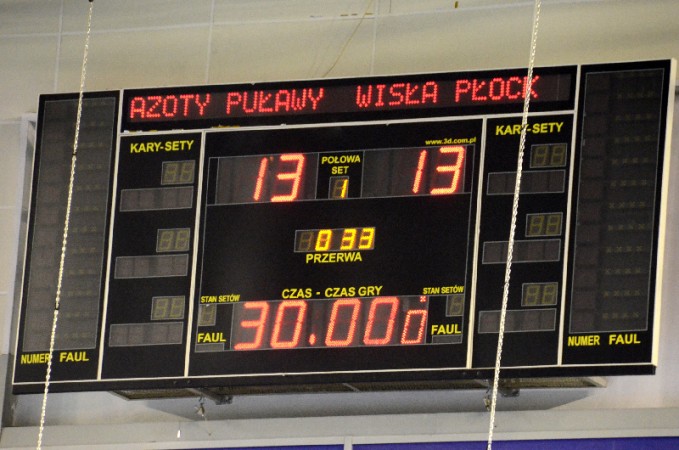 AZOTY PUŁAWY WISŁA PŁOCK
www.3d.com.pl
KARY-SETY
KARY-SETY
13
POŁOWA
SET
1
13
0 33
PRZERWA
CZAS - CZAS GRY
STAN SETÓW
STAN SETÓW
30.00
FAUL
FAUL
NUMER FAUL
NUMER FAUL